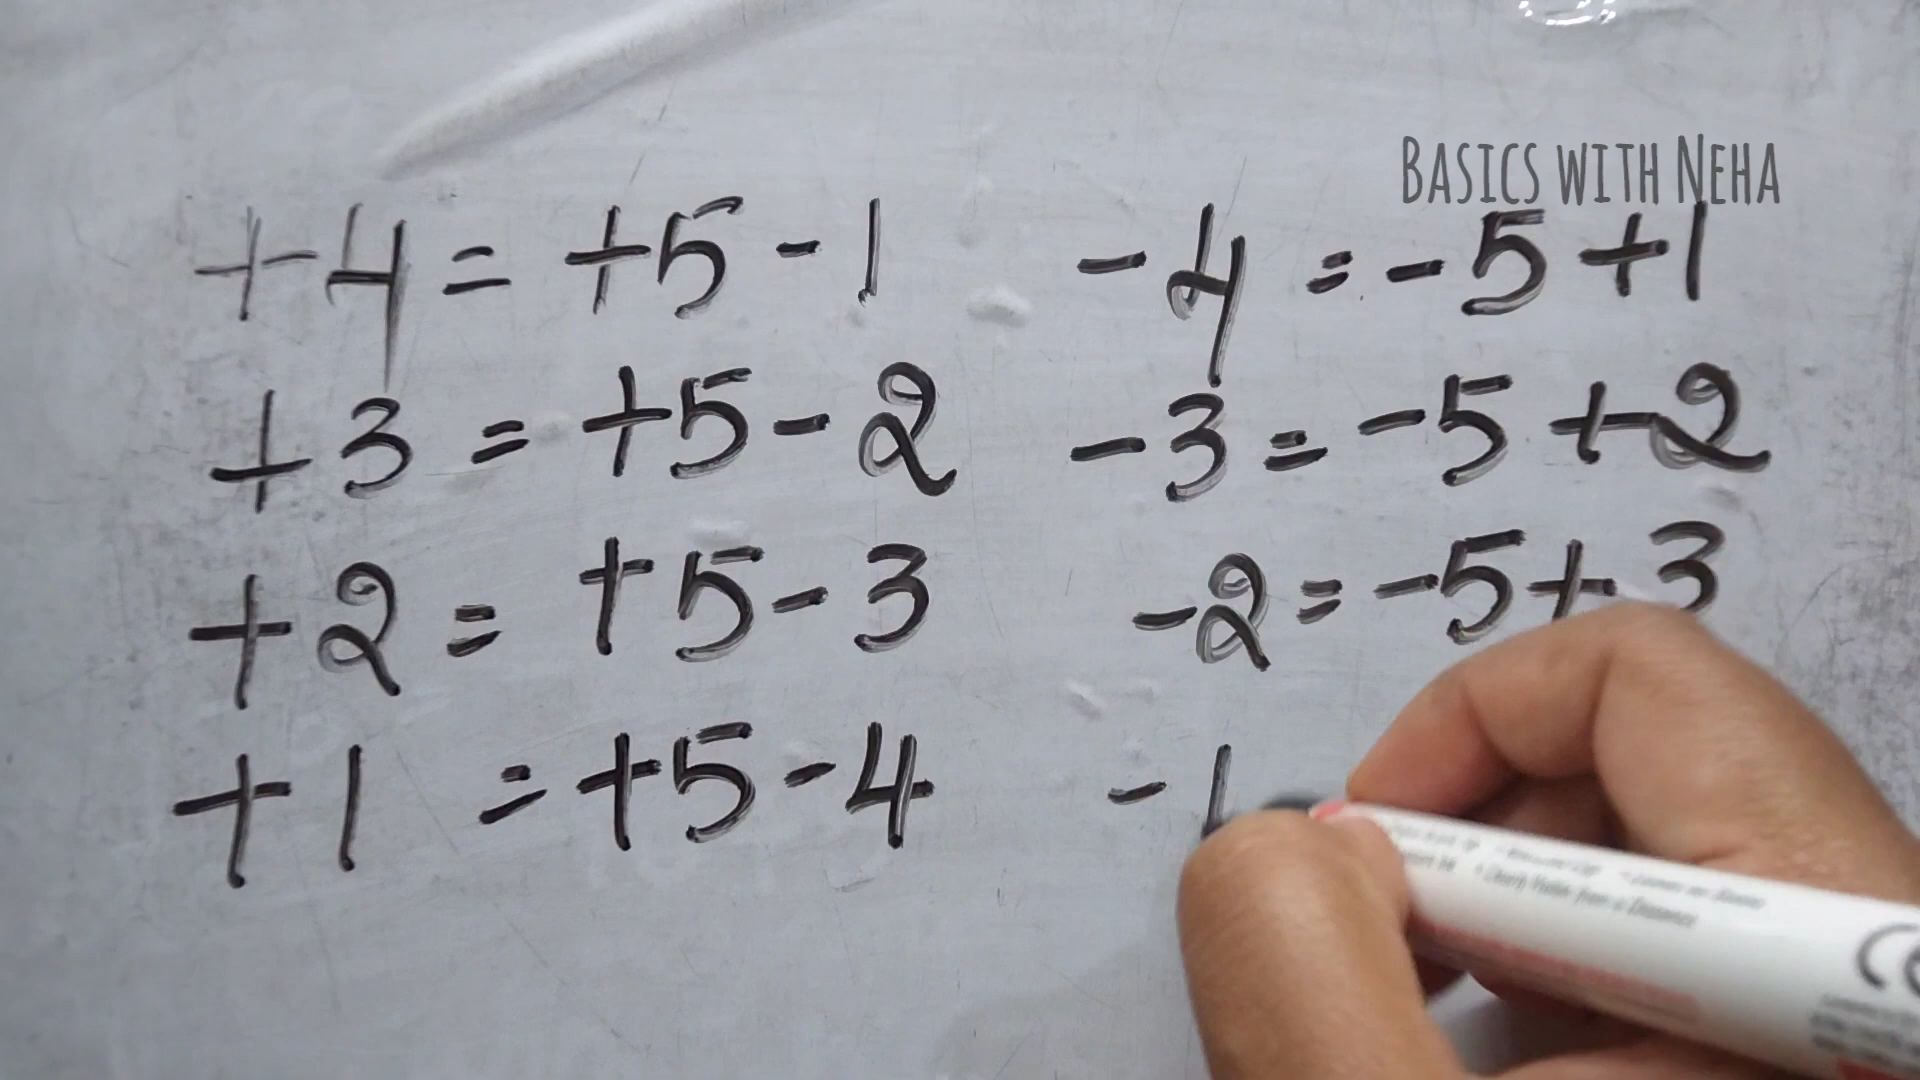 BASICS WITH NEHA
+4 = +5 - 1
-4 = -5 + 1
+3 = +5 - 2
-3 = -5 + 2
+2 = +5 - 3
-2 = -5 + 3
+1 = +5 - 4
-1